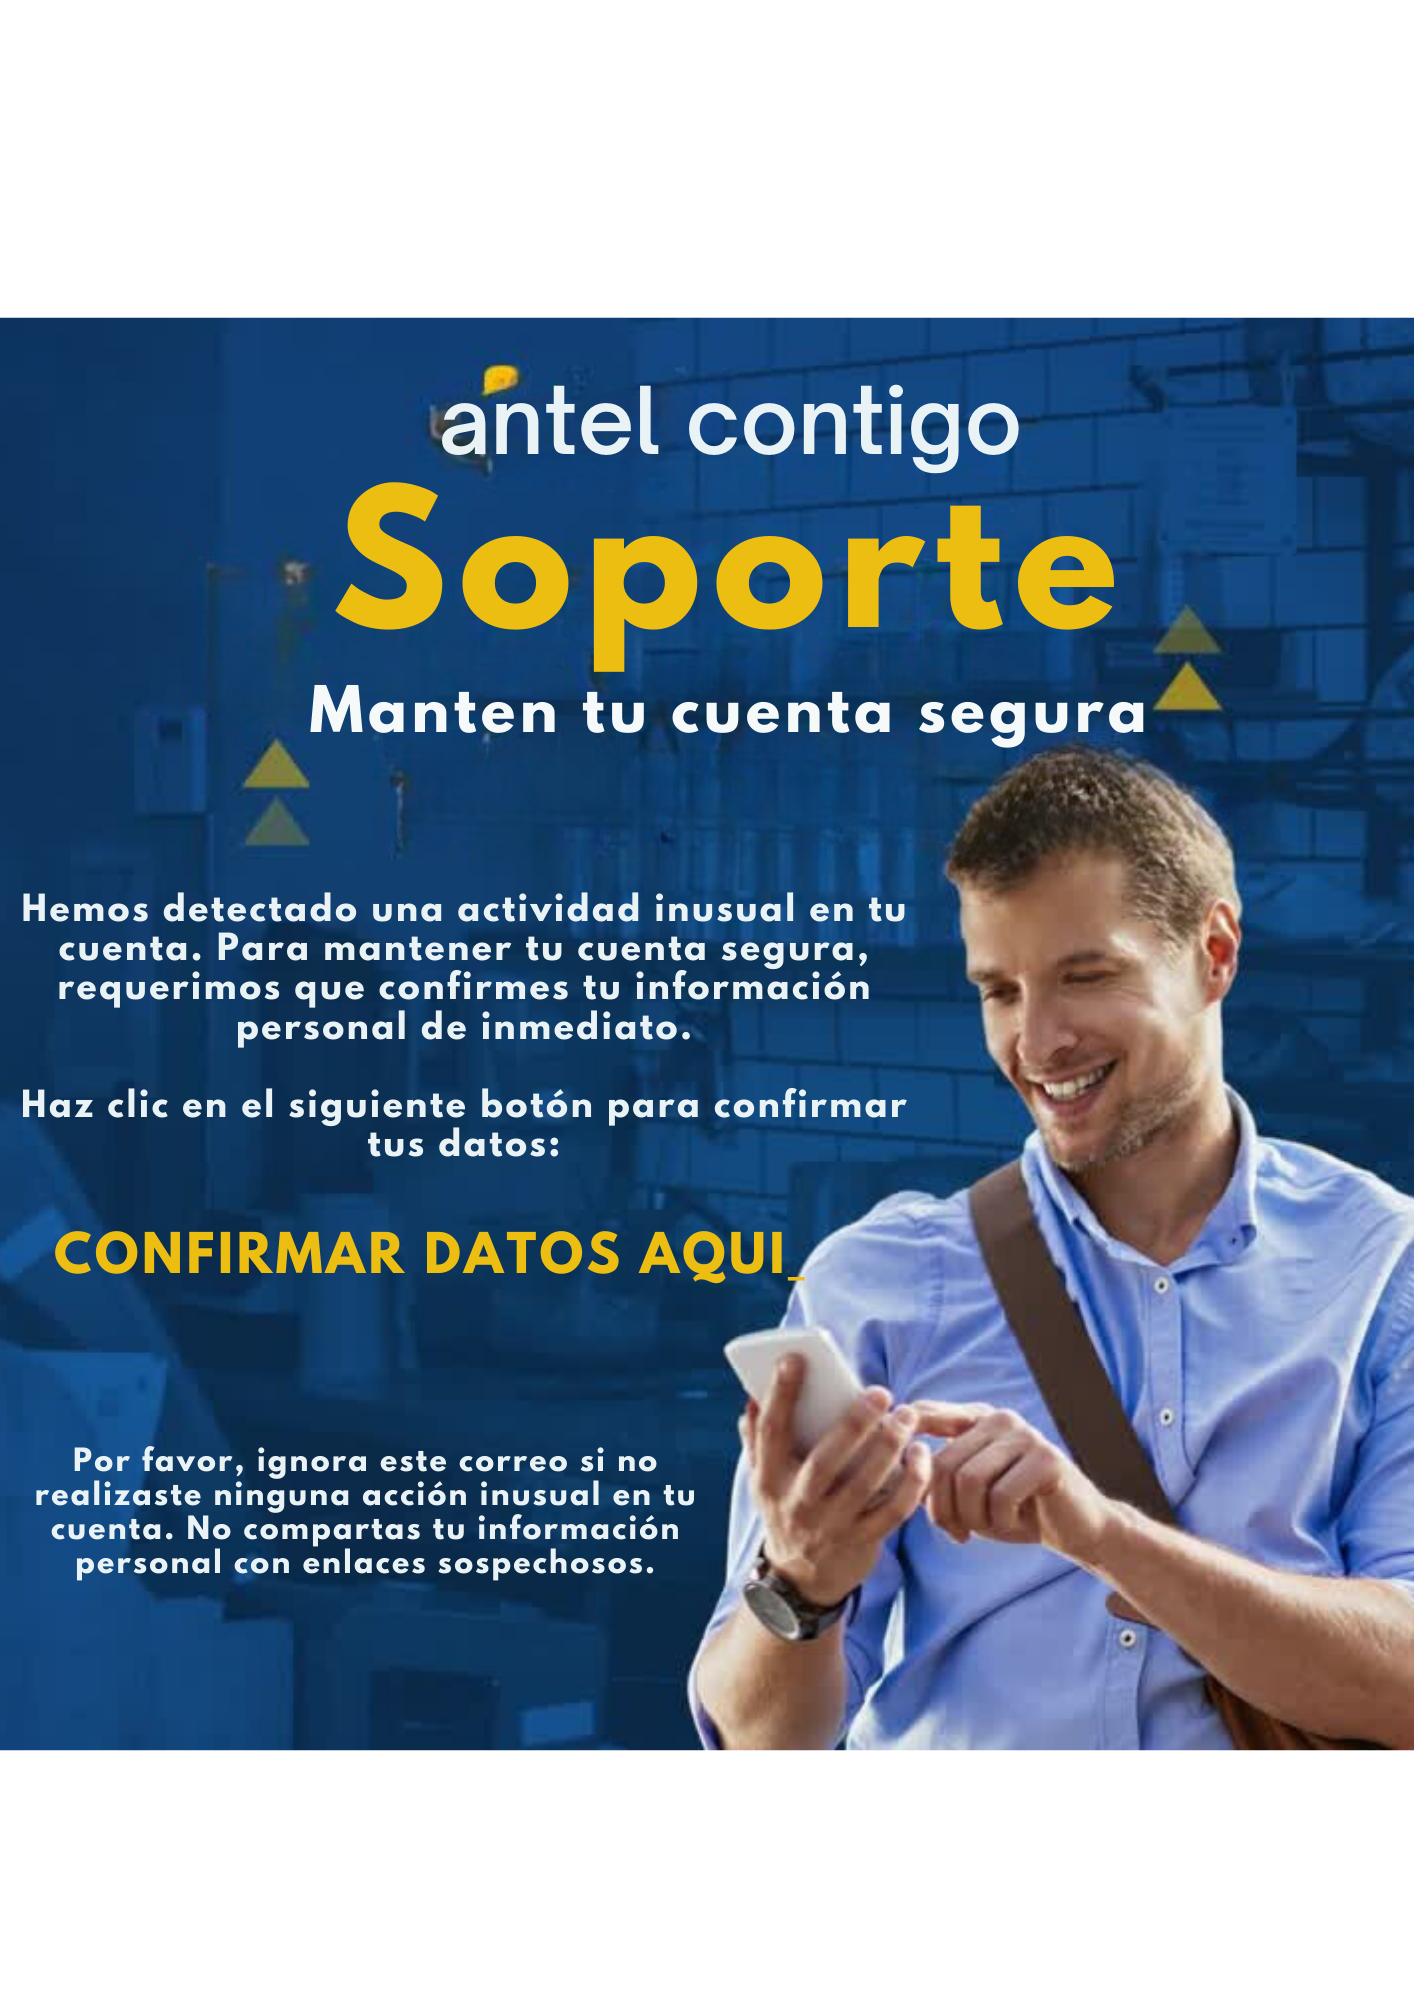 antel contigo
Soporte
Manten tu cuenta segura
Hemos detectado una actividad inusual en tu
cuenta. Para mantener tu cuenta segura,
requerimos que confirmes tu información
personal de inmediato.
Haz clic en el siguiente botón para confirmar
tus datos:
CONFIRMAR DATOS AQUI_
Por favor, ignora este correo si no
realizaste ninguna acción inusual en tu
cuenta. No compartas tu información
personal con enlaces sospechosos.